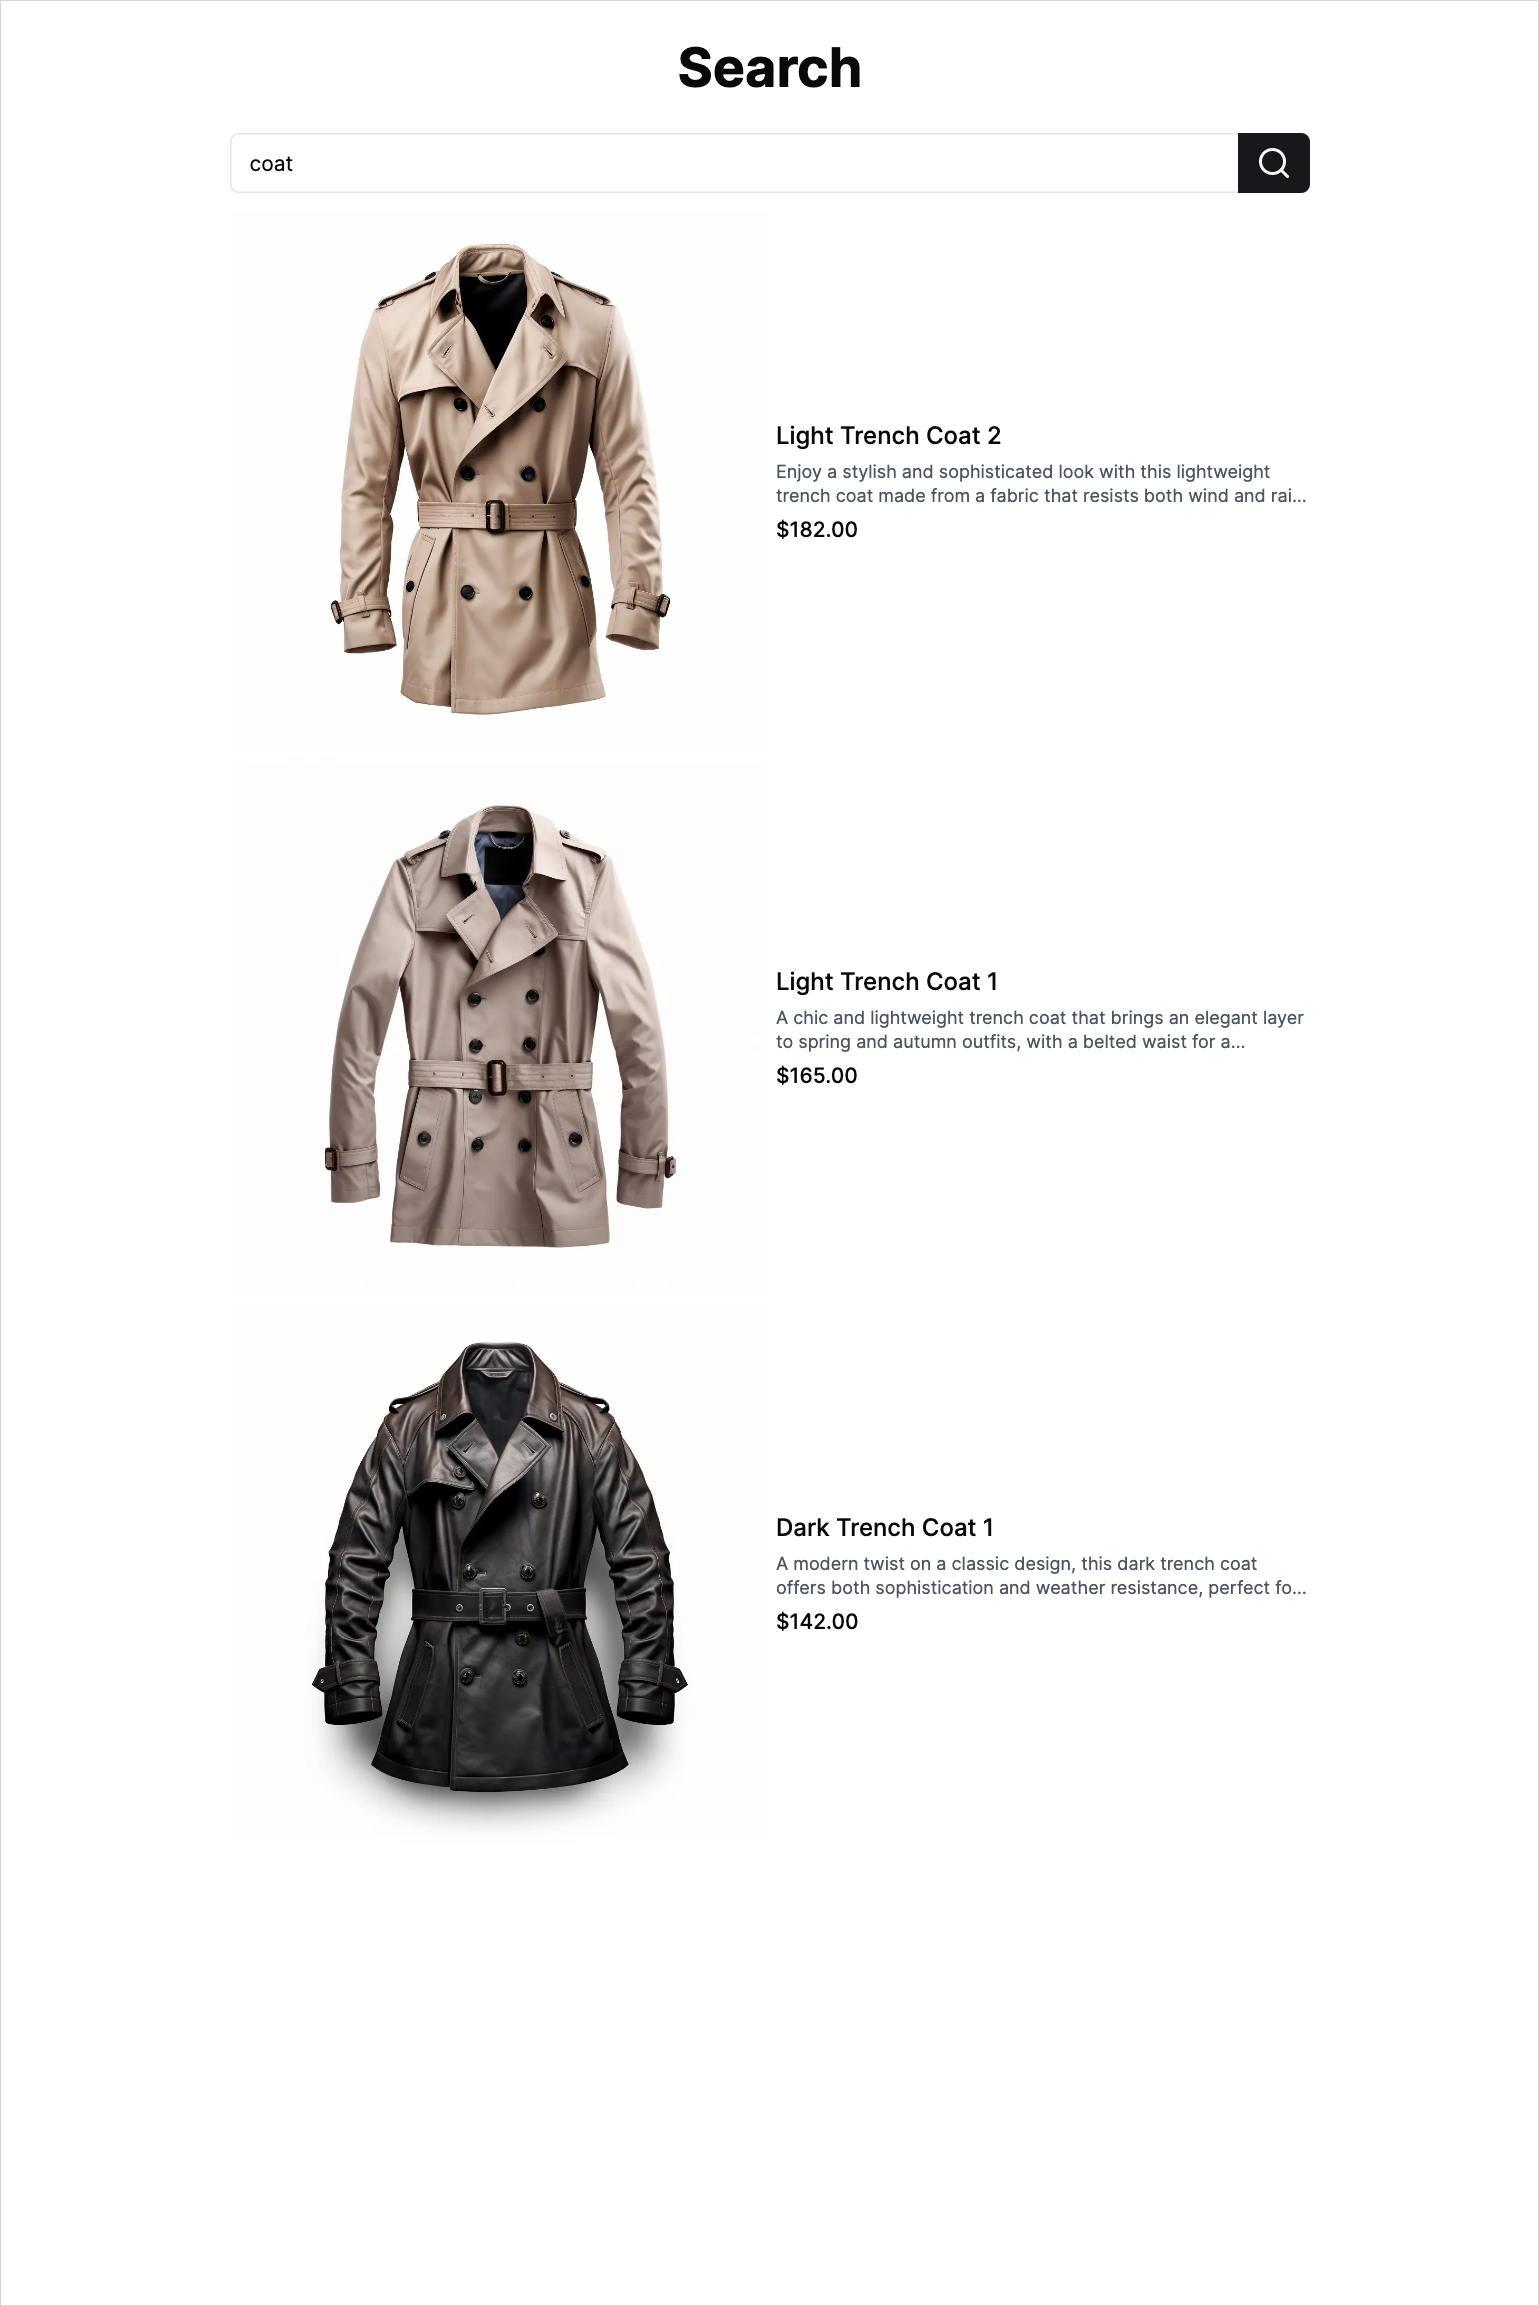 Search
coat
Light Trench Coat 2
Enjoy a stylish and sophisticated look with this lightweight
trench coat made from a fabric that resists both wind and rai...
$182.00
Light Trench Coat 1
A chic and lightweight trench coat that brings an elegant layer
to spring and autumn outfits, with a belted waist for a...
$165.00
Dark Trench Coat 1
A modern twist on a classic design, this dark trench coat
offers both sophistication and weather resistance, perfect fo...
$142.00